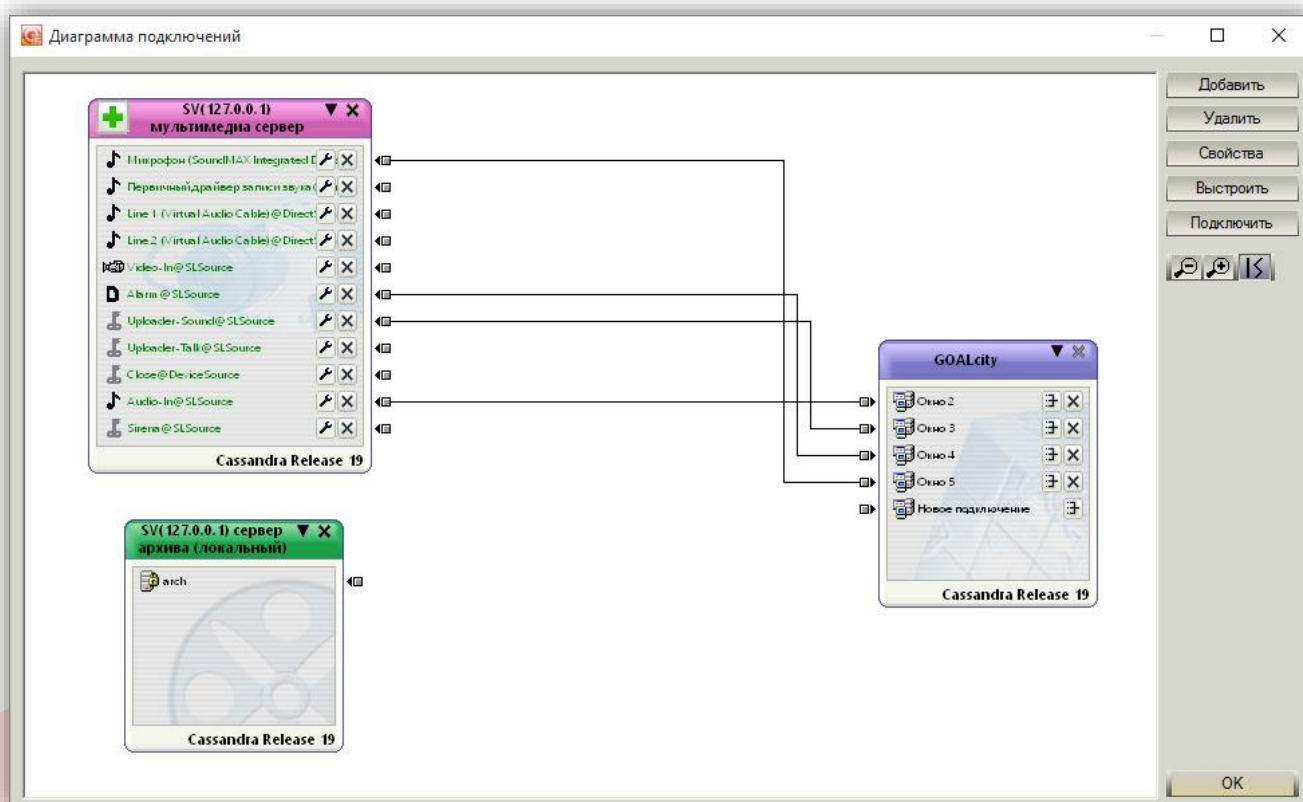 Диаграмма подключений
SV(127.0.0.1)
мультимедиа сервер
Микрофон (SoundMAX Integrated D
Первичный драйвер записи звука (
Line 1 (Virtual Audio Cable)@Direct
Line 2 (Virtual Audio Cable)@Direct
Video-In@SLSource
Alarm@SLSource
Uploader-Sound@SLSource
Uploader-Talk@SLSource
Close@DeviceSource
Audio-In@SLSource
Sirena@SLSource
Cassandra Release 19
SV(127.0.0.1) сервер
архива (локальный)
arch
Cassandra Release 19
GOALcity
Окно 2
Окно 3
Окно 4
Окно 5
Новое подключение
Cassandra Release 19
Добавить
Удалить
Свойства
Выстроить
Подключить
OK